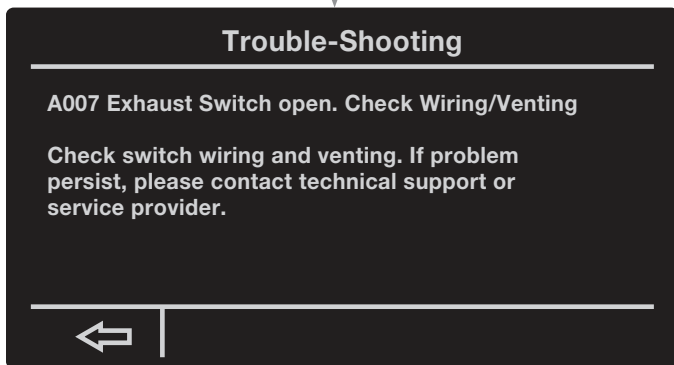 Trouble-Shooting
A007 Exhaust Switch open. Check Wiring/Venting
Check switch wiring and venting. If problem
persist, please contact technical support or
service provider.